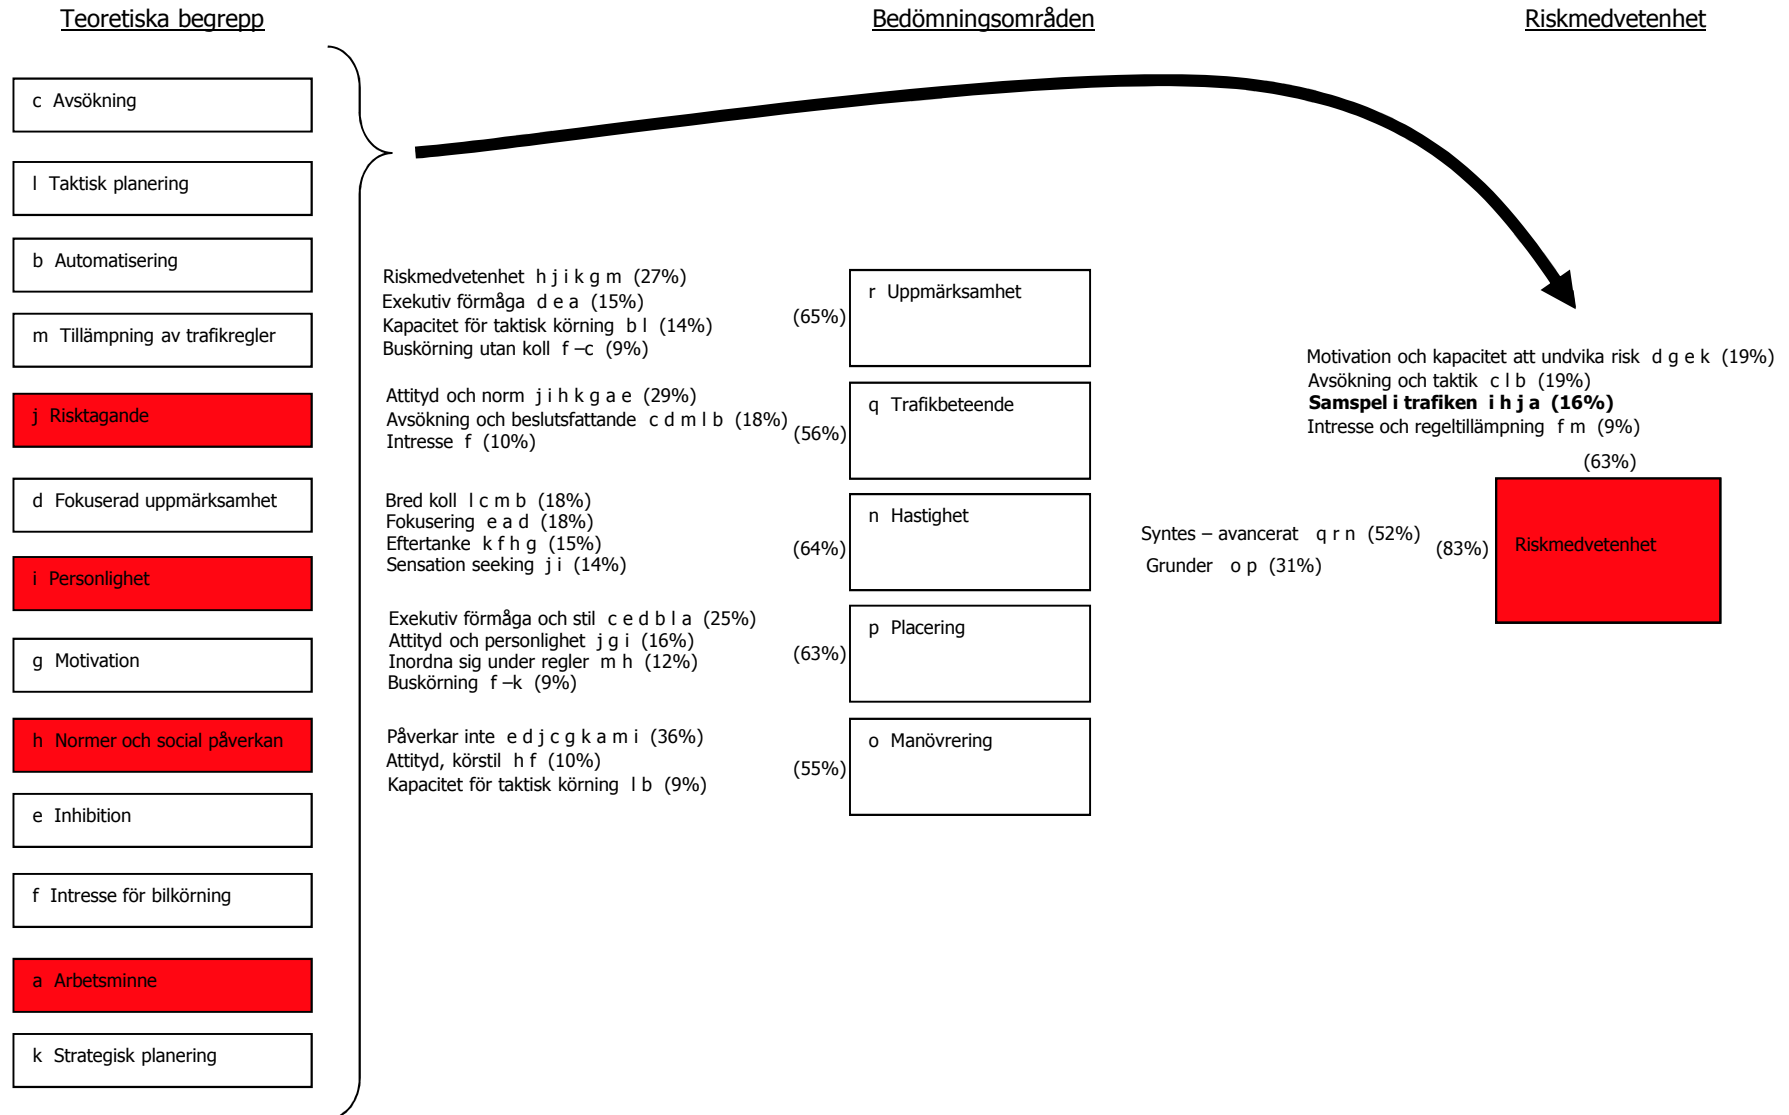 Teoretiska begrepp
Bedömningsområden
Riskmedvetenhet
c Avsökning
l Taktisk planering
b Automatisering
m Tillämpning av trafikregler
j Risktagande
d Fokuserad uppmärksamhet
i Personlighet
g Motivation
h Normer och social påverkan
e Inhibition
f Intresse för bilkörning
a Arbetsminne
k Strategisk planering
Riskmedvetenhet h j i k g m (27%)
Exekutiv förmåga d e a (15%)
Kapacitet för taktisk körning b l (14%)
Buskörning utan koll f –c (9%)
(65%)
r Uppmärksamhet
Attityd och norm j i h k g a e (29%)
Avsökning och beslutsfattande c d m l b (18%)
Intresse f (10%)
(56%)
q Trafikbeteende
Bred koll l c m b (18%)
Fokusering e a d (18%)
Eftertanke k f h g (15%)
Sensation seeking j i (14%)
(64%)
n Hastighet
Exekutiv förmåga och stil c e d b l a (25%)
Attityd och personlighet j g i (16%)
Inordna sig under regler m h (12%)
Buskörning f –k (9%)
(63%)
p Placering
Påverkar inte e d j c g k a m i (36%)
Attityd, körstil h f (10%)
Kapacitet för taktisk körning l b (9%)
(55%)
o Manövrering
Motivation och kapacitet att undvika risk d g e k (19%)
Avsökning och taktik c l b (19%)
Samspel i trafiken i h j a (16%)
Intresse och regeltillämpning f m (9%)
(63%)
Syntes – avancerat q r n (52%)
Grunder o p (31%)
(83%)
Riskmedvetenhet